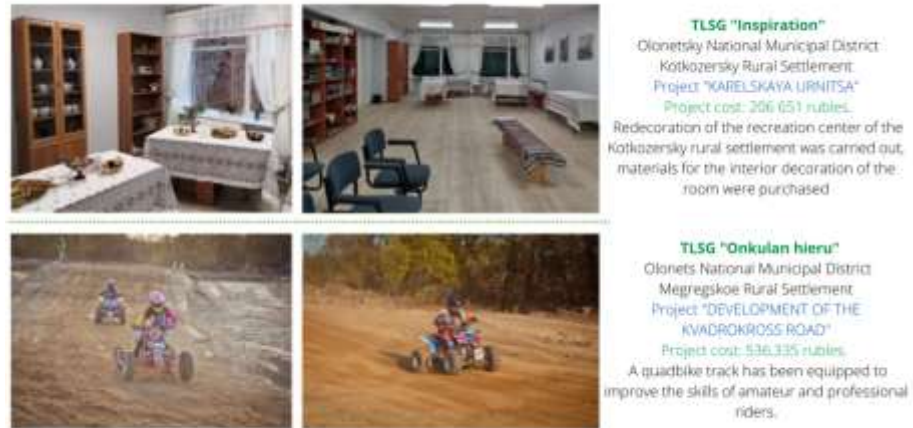 TLSG "Inspiration"
Olonetsky National Municipal District
Kotkozersky Rural Settlement
Project "KARELSKAYA URNITSA"
Project cost: 206 651 rubles.
Redecoration of the recreation center of the
Kotkozersky rural settlement was carried out,
materials for the interior decoration of the
room were purchased
TLSG "Onkulan hieru"
Olonets National Municipal District
Megregskoe Rural Settlement
Project "DEVELOPMENT OF THE
KVADROKROSS ROAD"
Project cost: 536,335 rubles.
A quadbike track has been equipped to
improve the skills of amateur and professional
riders.